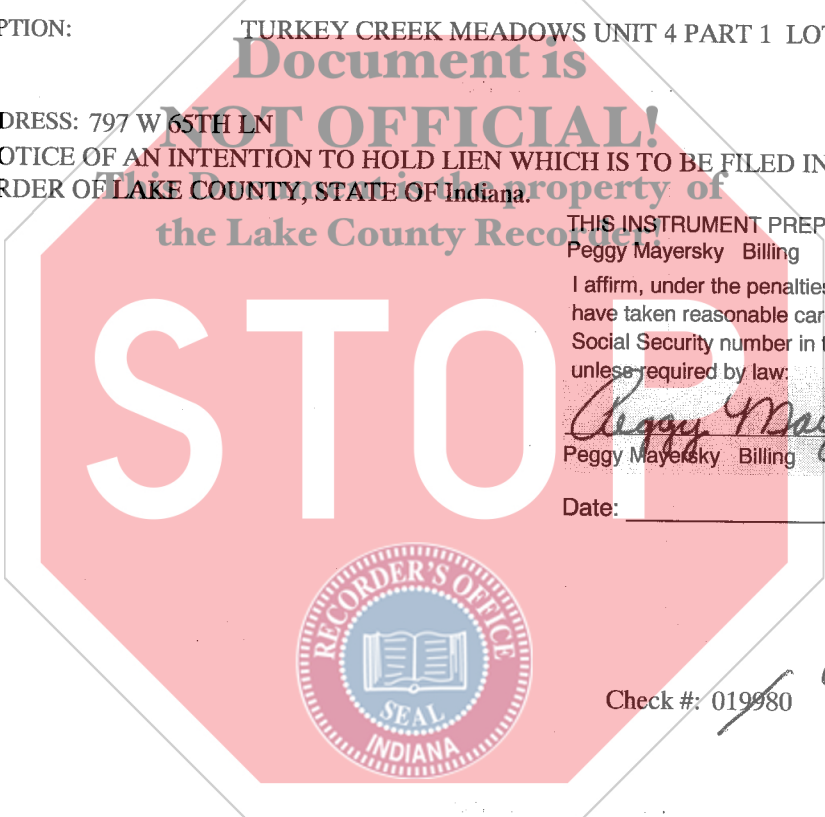 PTION: TURKEY CREEK MEADOWS UNIT 4 PART 1 LOT
Document is
NOT OFFICIAL!
DRESS: 797 W 65TH LN
OTICE OF AN INTENTION TO HOLD LIEN WHICH IS TO BE FILED IN
RDER OF LAKE COUNTY, STATE OF Indiana.
This Document is the property of
the Lake County Recorder!
THIS INSTRUMENT PREP
Peggy Mayersky Billing
I affirm, under the penalties
have taken reasonable car
Social Security number in t
unless required by law:
Peggy May
Peggy Mayersky Billing
Date:
STOP
RECORDER'S OFFICE
SEAL
INDIANA
Check #: 019980